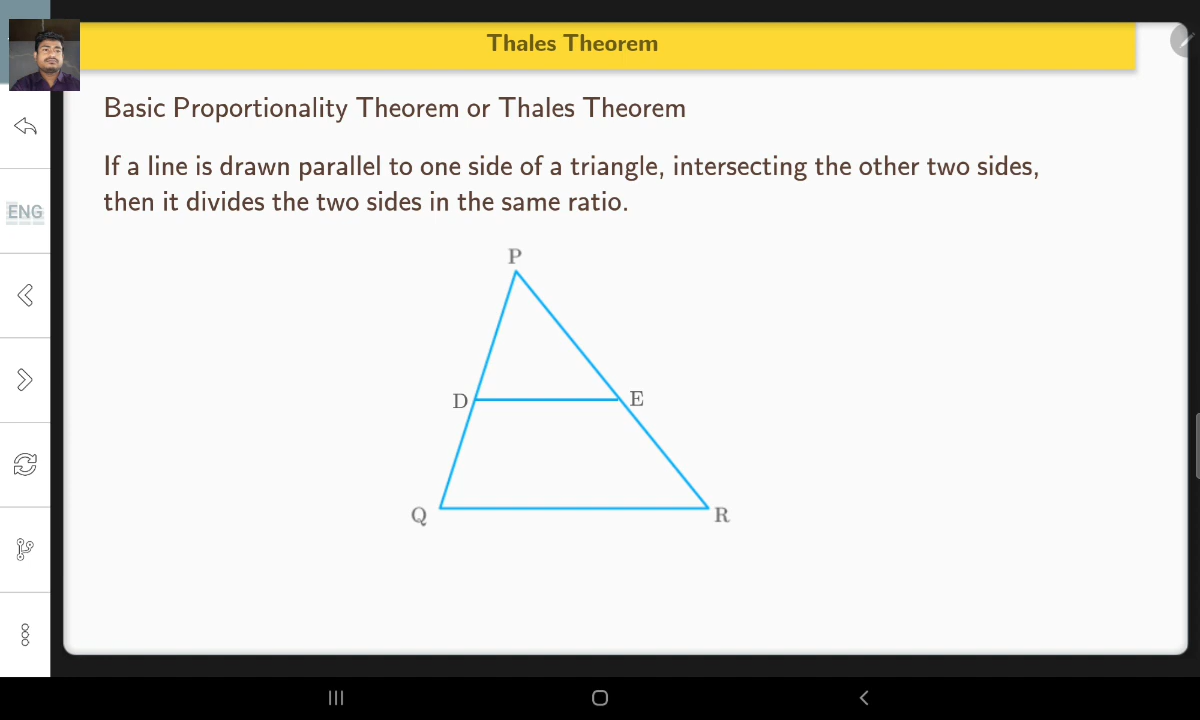 Thales Theorem
Basic Proportionality Theorem or Thales Theorem
If a line is drawn parallel to one side of a triangle, intersecting the other two sides,
then it divides the two sides in the same ratio.
ENG
P
D
E
Q
R